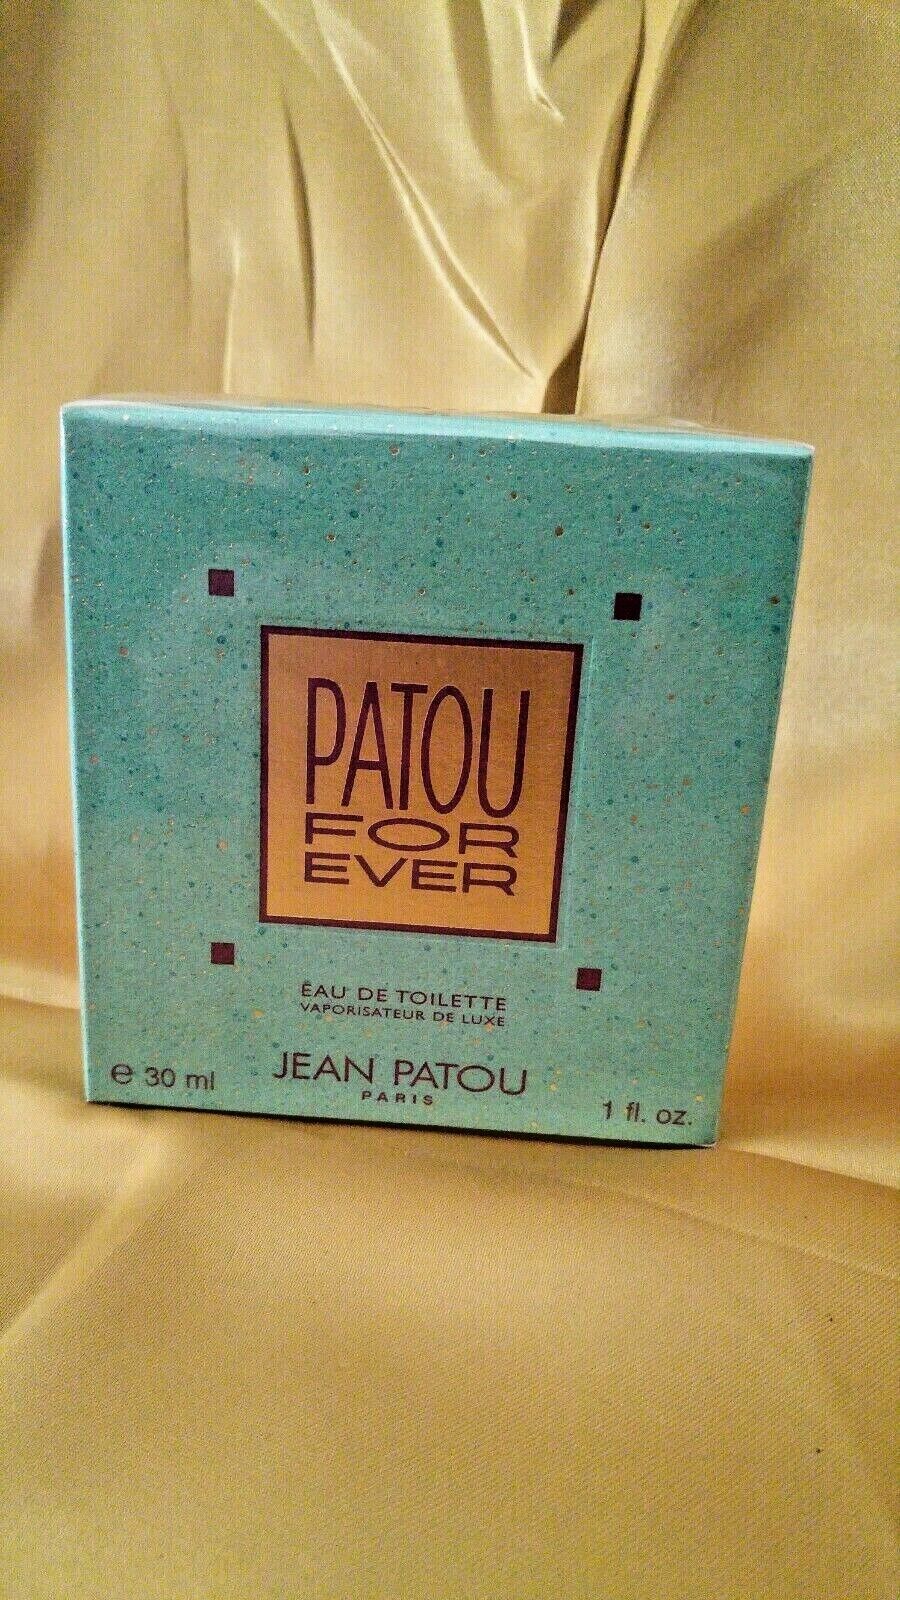 PATOU
FOR
EVER
EAU DE TOILETTE
VAPORISATEUR DE LUXE
JEAN PATOU
PARIS
e 30 ml
1 fl. oz.